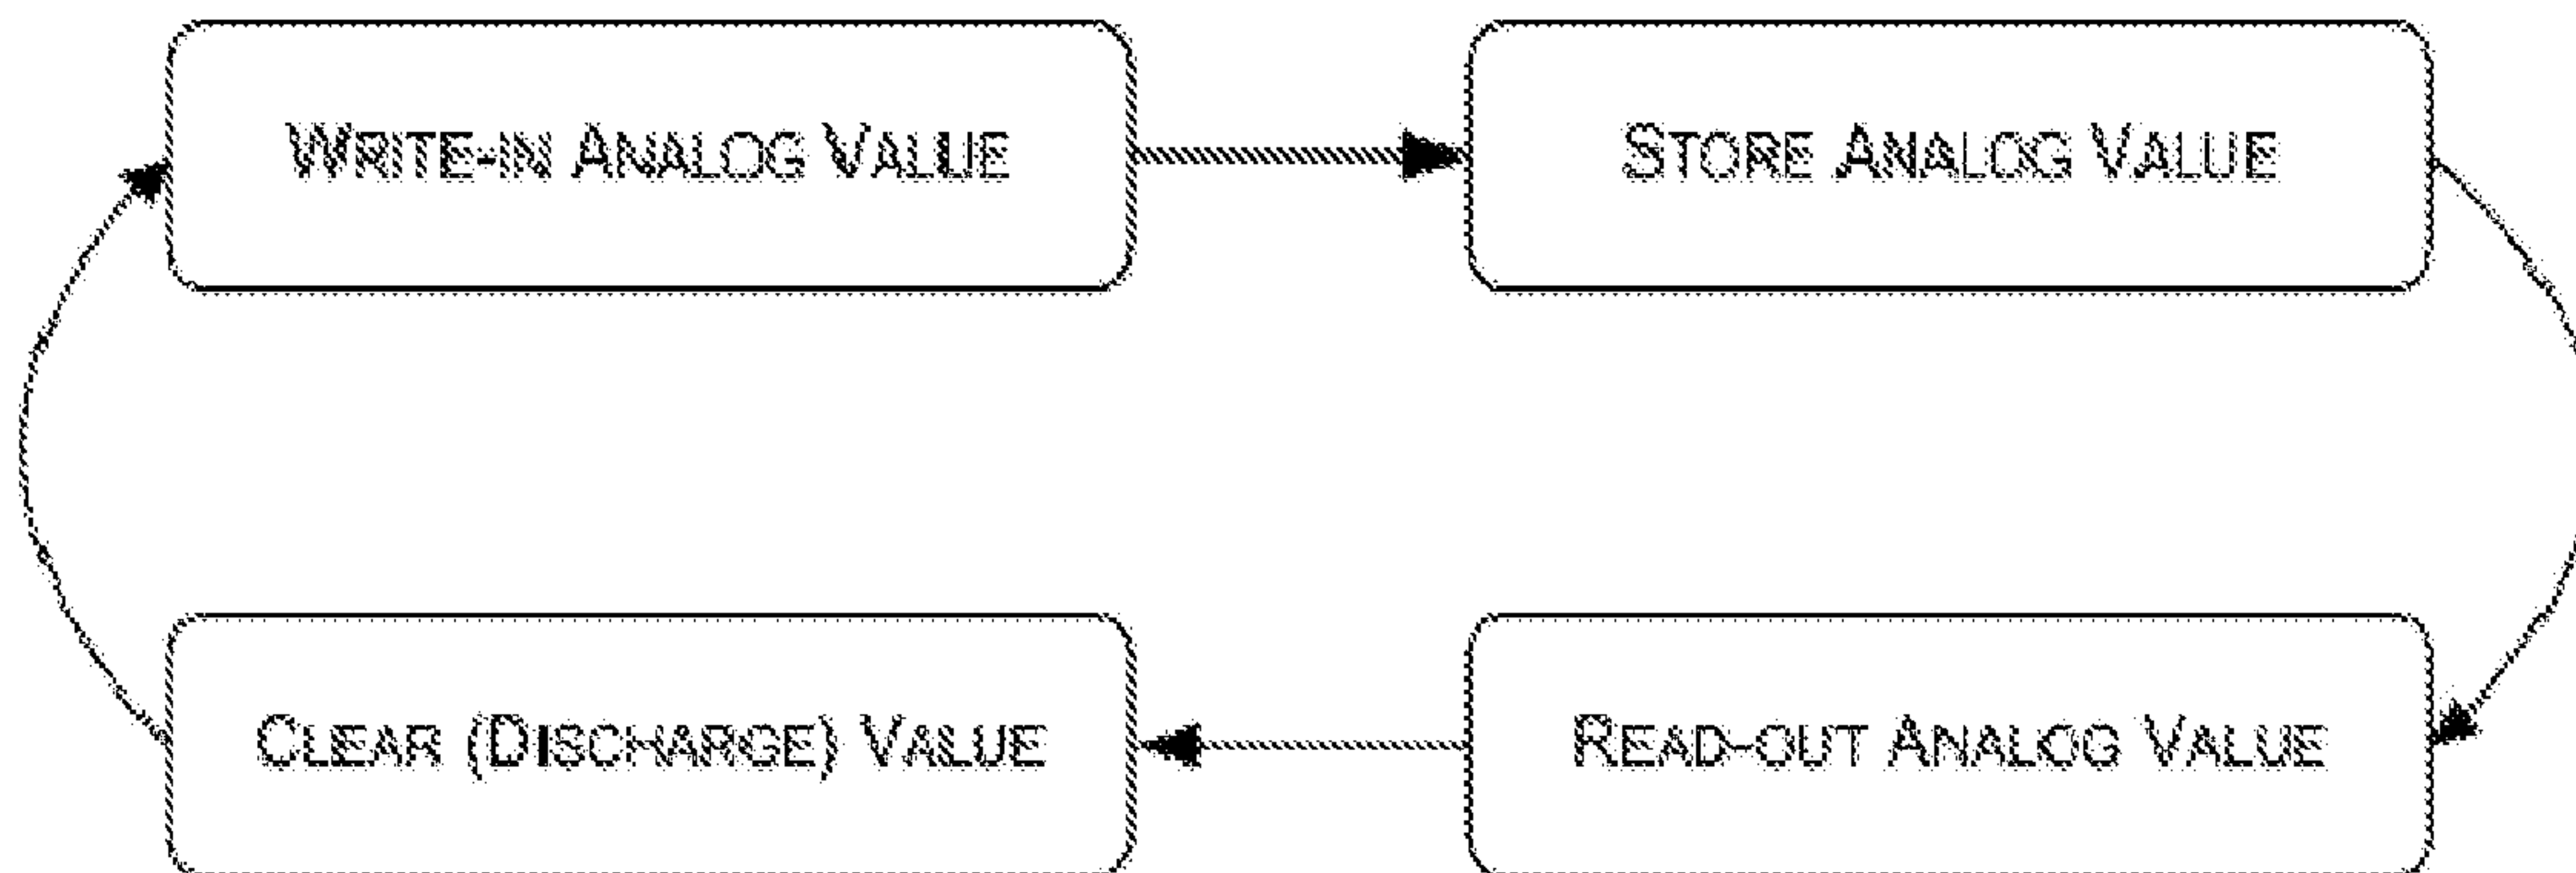 WRITE-IN ANALOG VALUE
STORE ANALOG VALUE
CLEAR (DISCHARGE) VALUE
READ-OUT ANALOG VALUE